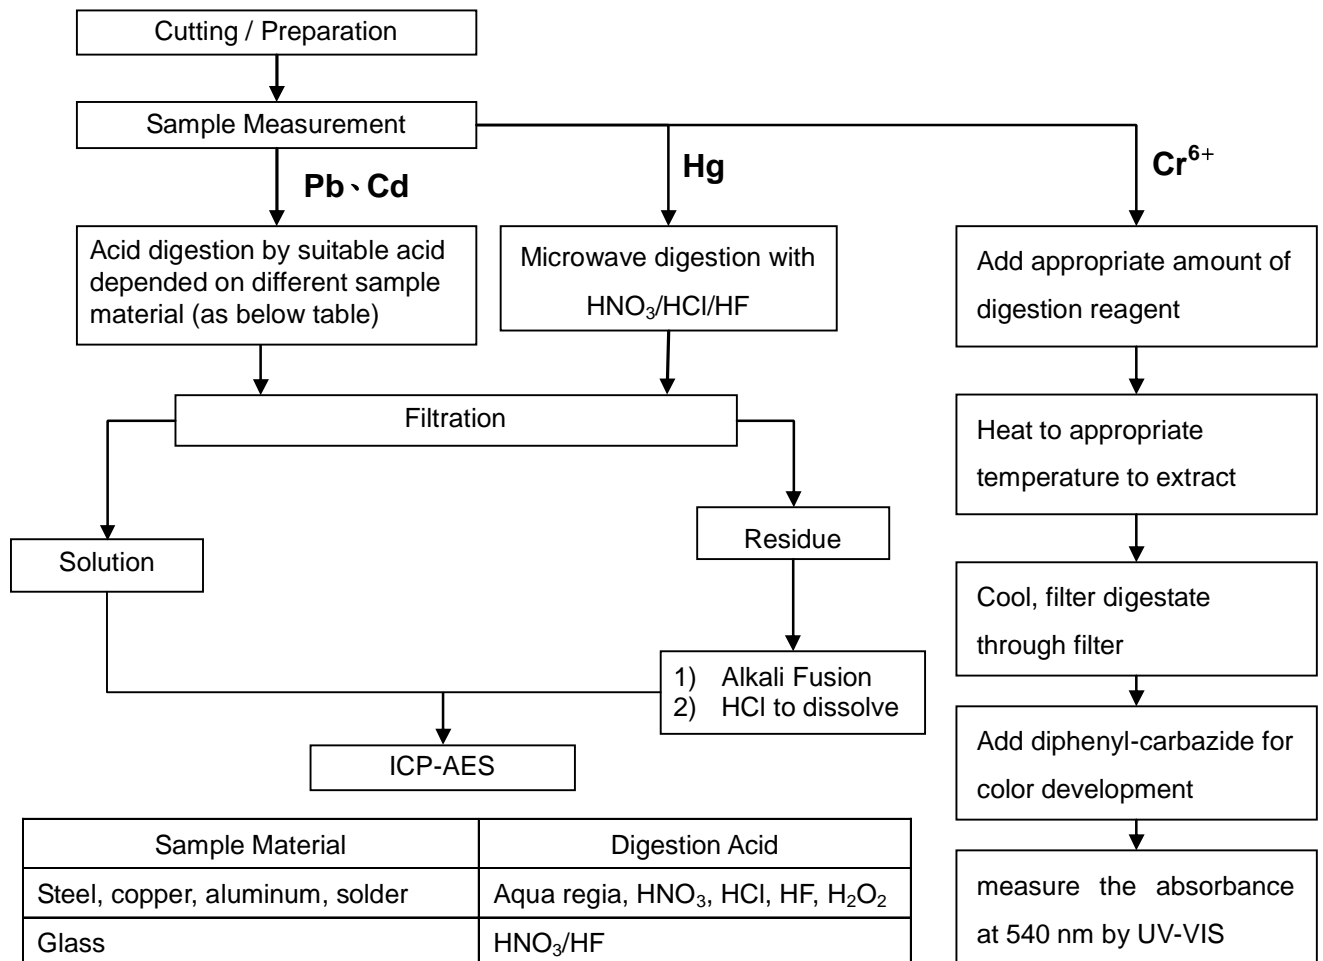 Cutting / Preparation
Sample Measurement
Pb、Cd
Hg
Cr⁶⁺
Acid digestion by suitable acid
depended on different sample
material (as below table)
Microwave digestion with
HNO₃/HCl/HF
Add appropriate amount of
digestion reagent
Filtration
Heat to appropriate
temperature to extract
Solution
Residue
Cool, filter digestate
through filter
1) Alkali Fusion
2) HCl to dissolve
ICP-AES
Add diphenyl-carbazide for
color development
measure the absorbance
at 540 nm by UV-VIS
Sample Material Digestion Acid
Steel, copper, aluminum, solder Aqua regia, HNO₃, HCl, HF, H₂O₂
Glass HNO₃/HF